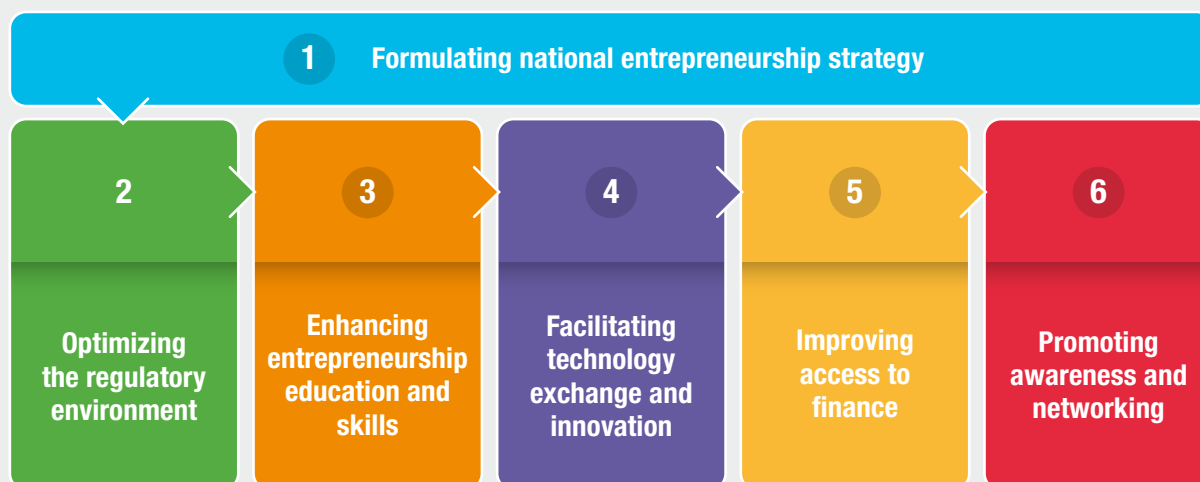 1 Formulating national entrepreneurship strategy
2
Optimizing
the regulatory
environment
3
Enhancing
entrepreneurship
education and
skills
4
Facilitating
technology
exchange and
innovation
5
Improving
access to
finance
6
Promoting
awareness and
networking